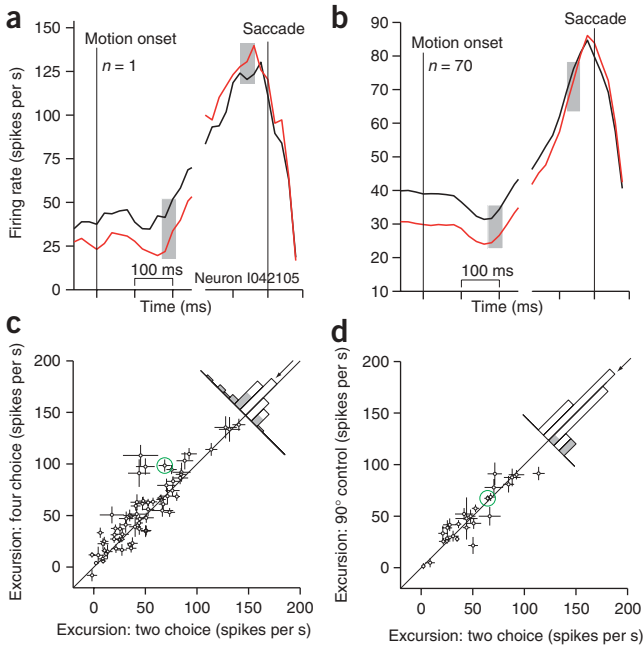 a
Motion onset
Saccade
n = 1
Firing rate (spikes per s)
150
125
100
75
50
25
0
100 ms
Neuron I042105
Time (ms)
b
Motion onset
Saccade
n = 70
90
80
70
60
50
40
30
20
10
100 ms
Time (ms)
c
Excursion: four choice (spikes per s)
200
150
100
50
0
0 50 100 150 200
Excursion: two choice (spikes per s)
d
Excursion: 90° control (spikes per s)
200
150
100
50
0
0 50 100 150 200
Excursion: two choice (spikes per s)